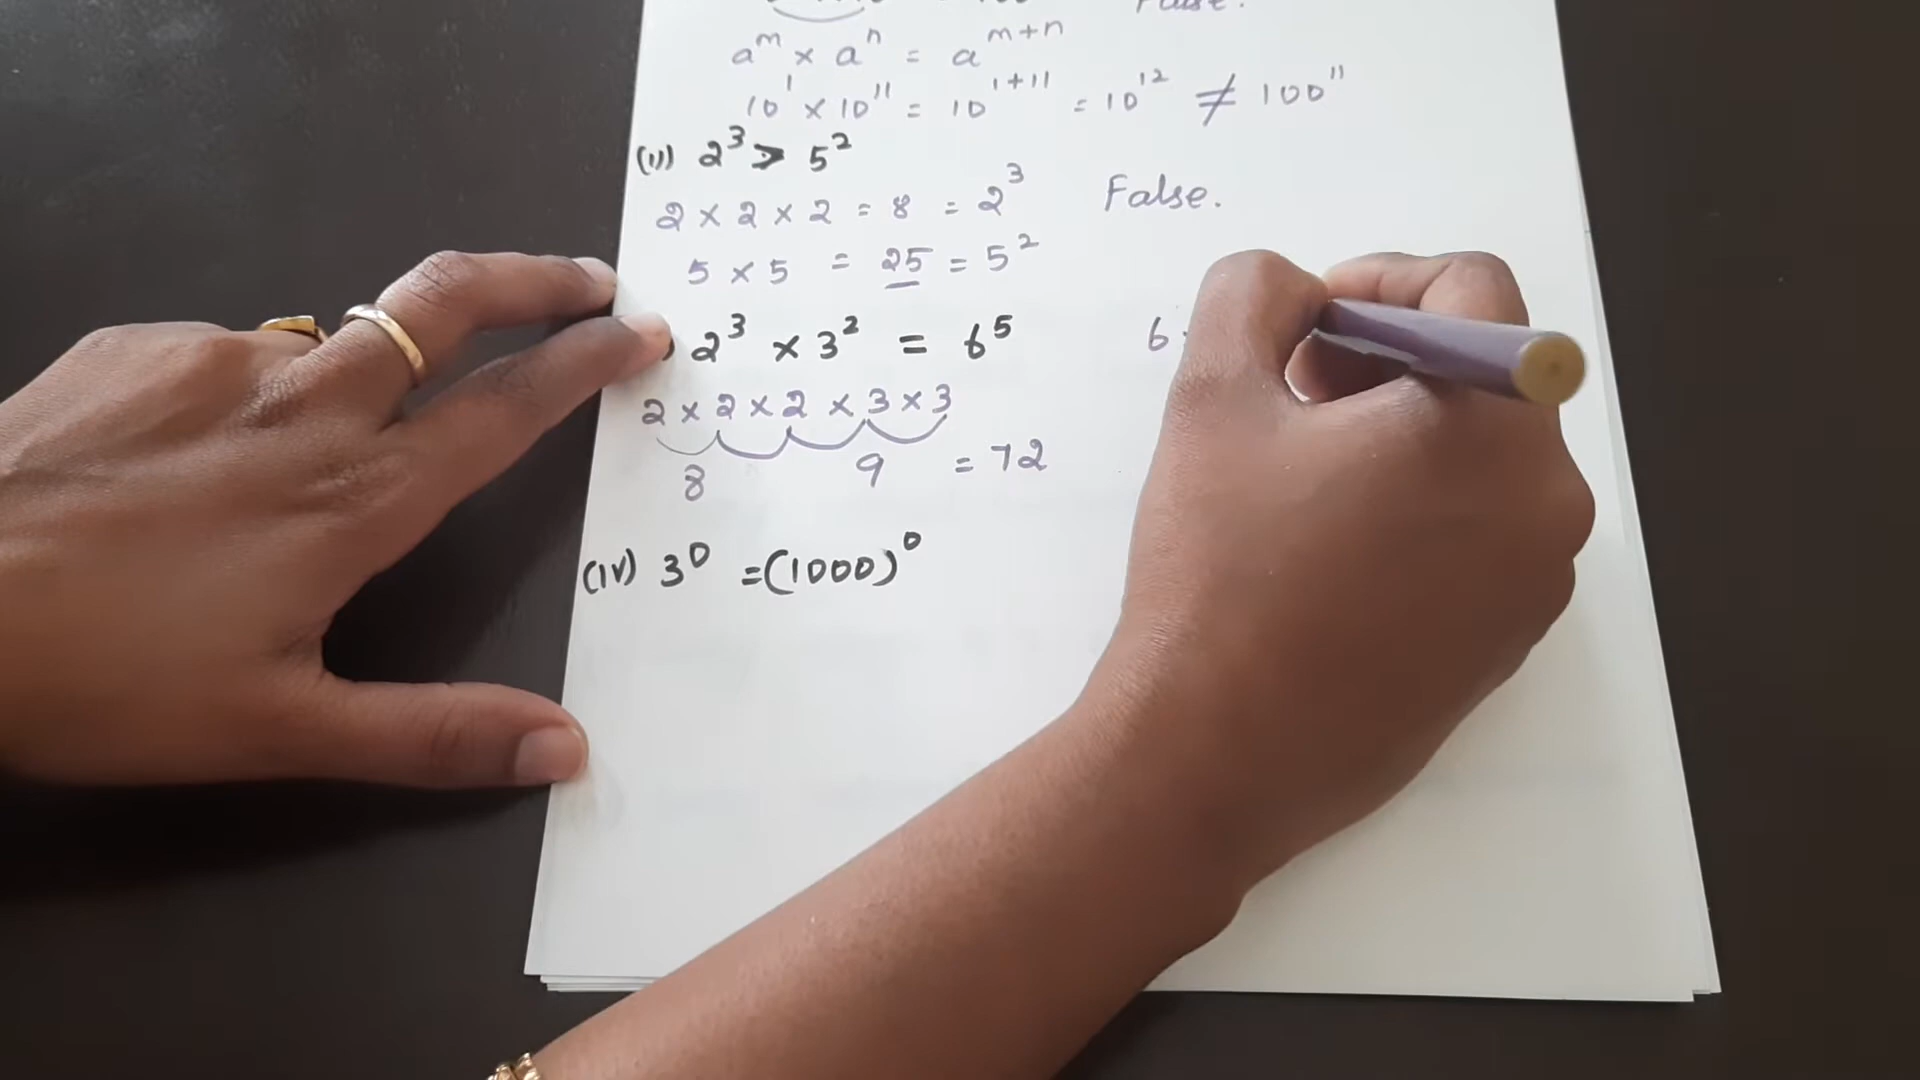 a^m × a^n = a^m+n
10^1 × 10^11 = 10^1+11 = 10^12 ≠ 100^11
(ii) 2^3 > 5^2
2 × 2 × 2 = 8 = 2^3 False.
5 × 5 = 25 = 5^2
) 2^3 × 3^2 = 6^5 6
2 × 2 × 2 × 3 × 3
8 9 = 72
(iv) 3^0 = (1000)^0